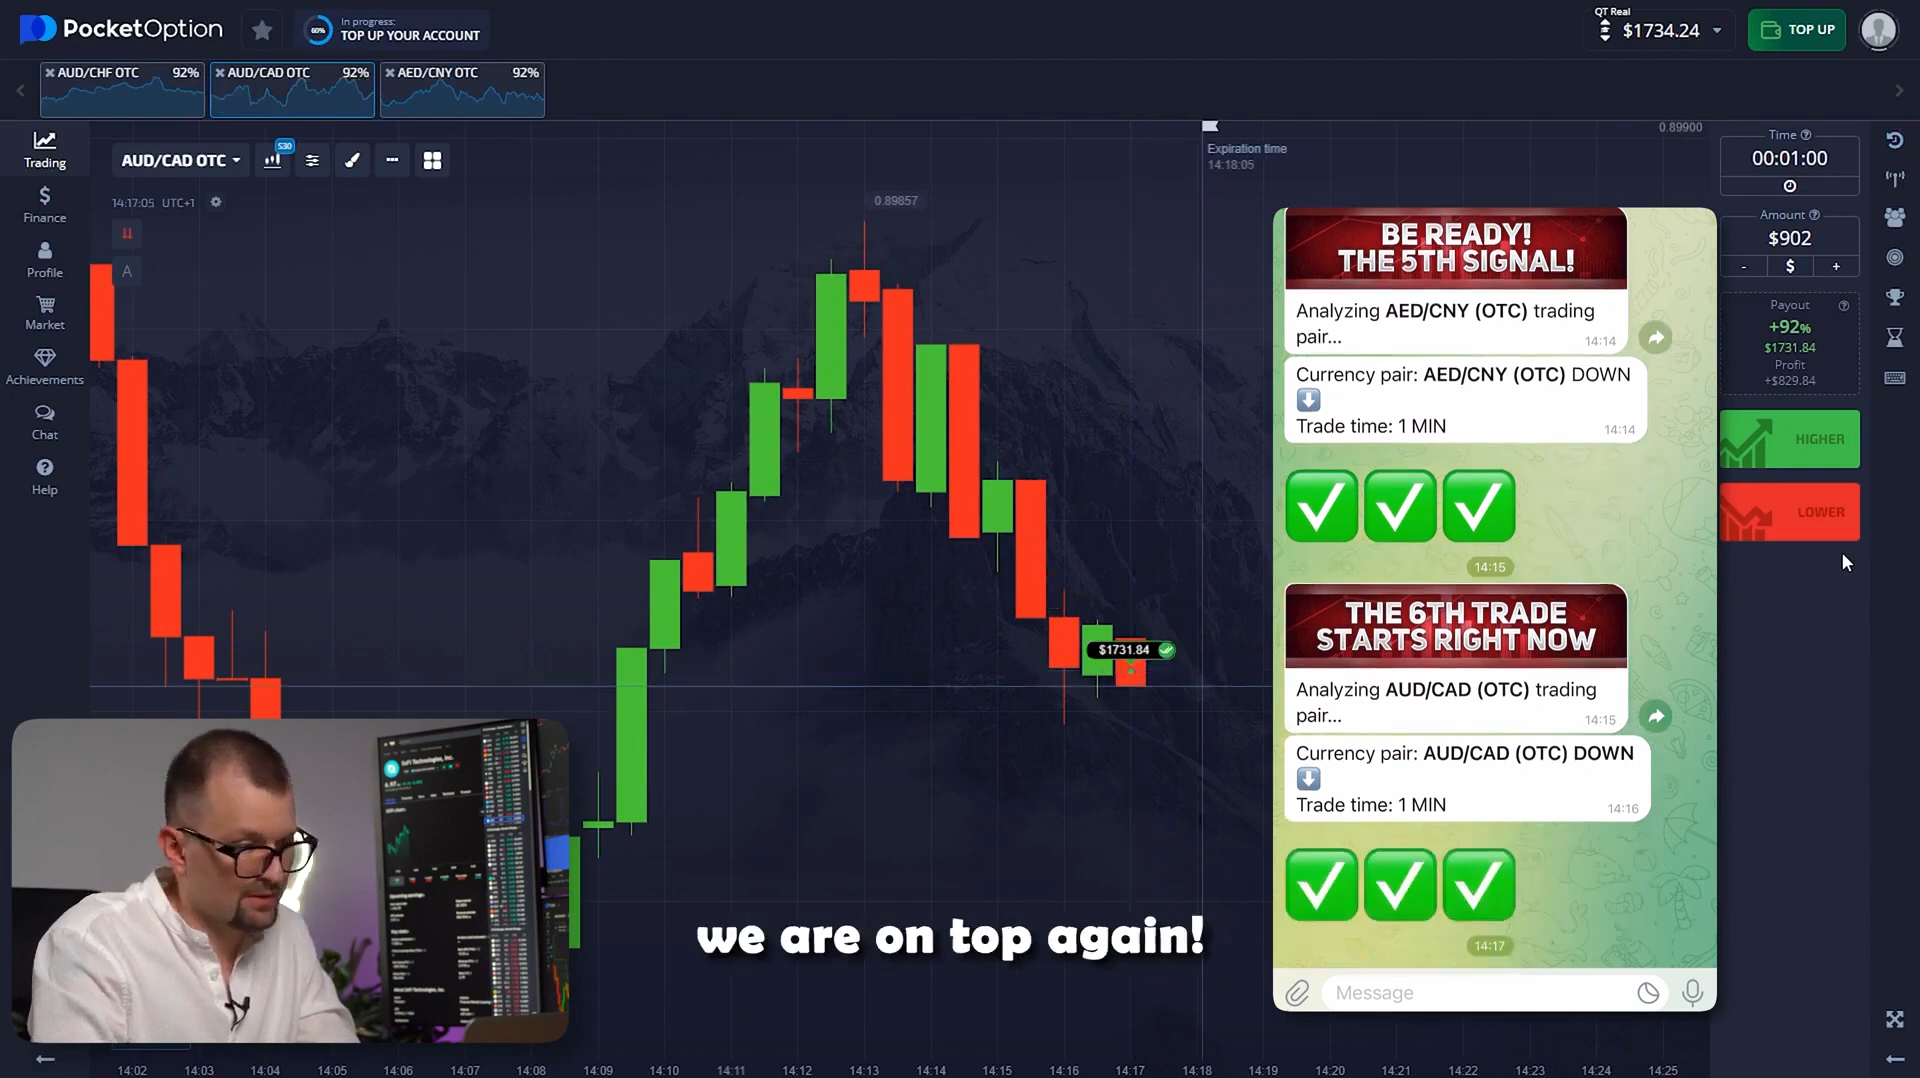 PocketOption
60%
In progress:
TOP UP YOUR ACCOUNT
QT Real
$1734.24
TOP UP
AUD/CHF OTC 92%
AUD/CAD OTC 92%
AED/CNY OTC 92%
Trading
Finance
Profile
Market
Achievements
Chat
Help
AUD/CAD OTC
S30
14:17:05 UTC+1
A
0.89857
Expiration time
14:18:05
0.89900
Time
00:01:00
Amount
$902
- $ +
Payout
+92%
$1731.84
Profit
+$829.84
HIGHER
LOWER
$1731.84
BE READY!
THE 5TH SIGNAL!
Analyzing AED/CNY (OTC) trading
pair...
14:14
Currency pair: AED/CNY (OTC) DOWN
Trade time: 1 MIN
14:14
14:15
THE 6TH TRADE
STARTS RIGHT NOW
Analyzing AUD/CAD (OTC) trading
pair...
14:15
Currency pair: AUD/CAD (OTC) DOWN
Trade time: 1 MIN
14:16
14:17
Message
SoFi Technologies, Inc.
we are on top again!
14:02 14:03 14:04 14:05 14:06 14:07 14:08 14:09 14:10 14:11 14:12 14:13 14:14 14:15 14:16 14:17 14:18 14:19 14:20 14:21 14:22 14:23 14:24 14:25